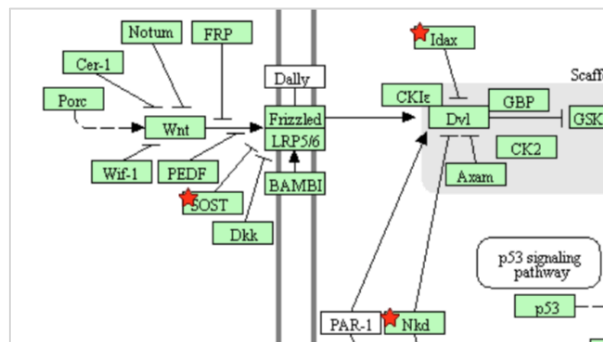 Notum
FRP
Idax
Cer-1
Dally
Scaff
Porc
CKIε
GBP
Wnt
Frizzled
Dvl
GSK
LRP5/6
CK2
Wif-1
PEDF
BAMBI
Axam
SOST
Dkk
p53 signaling
pathway
p53
PAR-1
Nkd